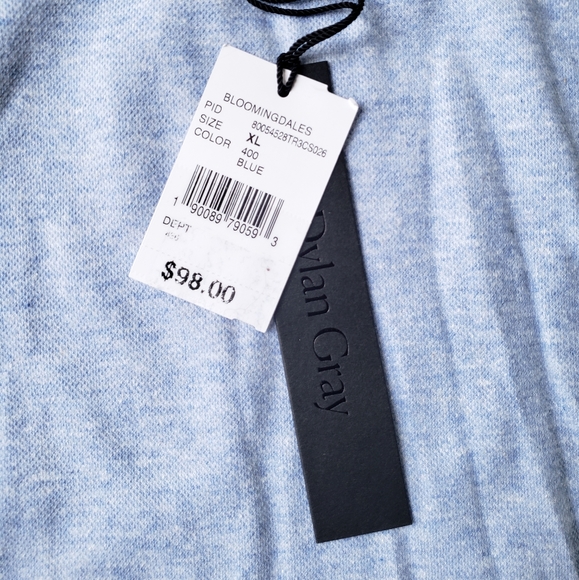 BLOOMINGDALES
PID 80054528TR3CS026
SIZE XL
COLOR 400
BLUE
1 90089 79059 3
DEPT
$98.00
Dylan Gray